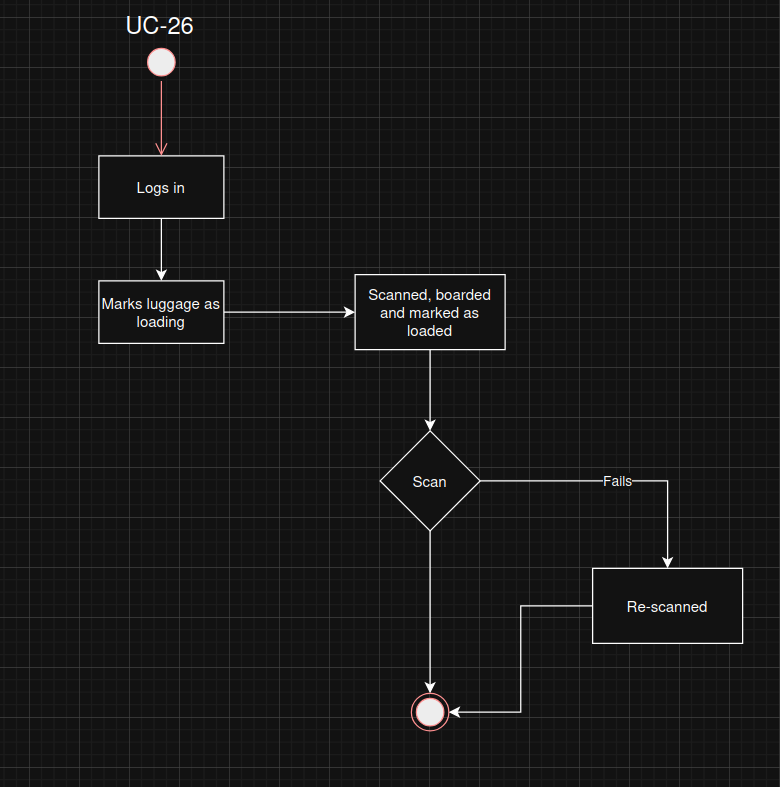 UC-26
Logs in
Marks luggage as
loading
Scanned, boarded
and marked as
loaded
Scan
Fails
Re-scanned